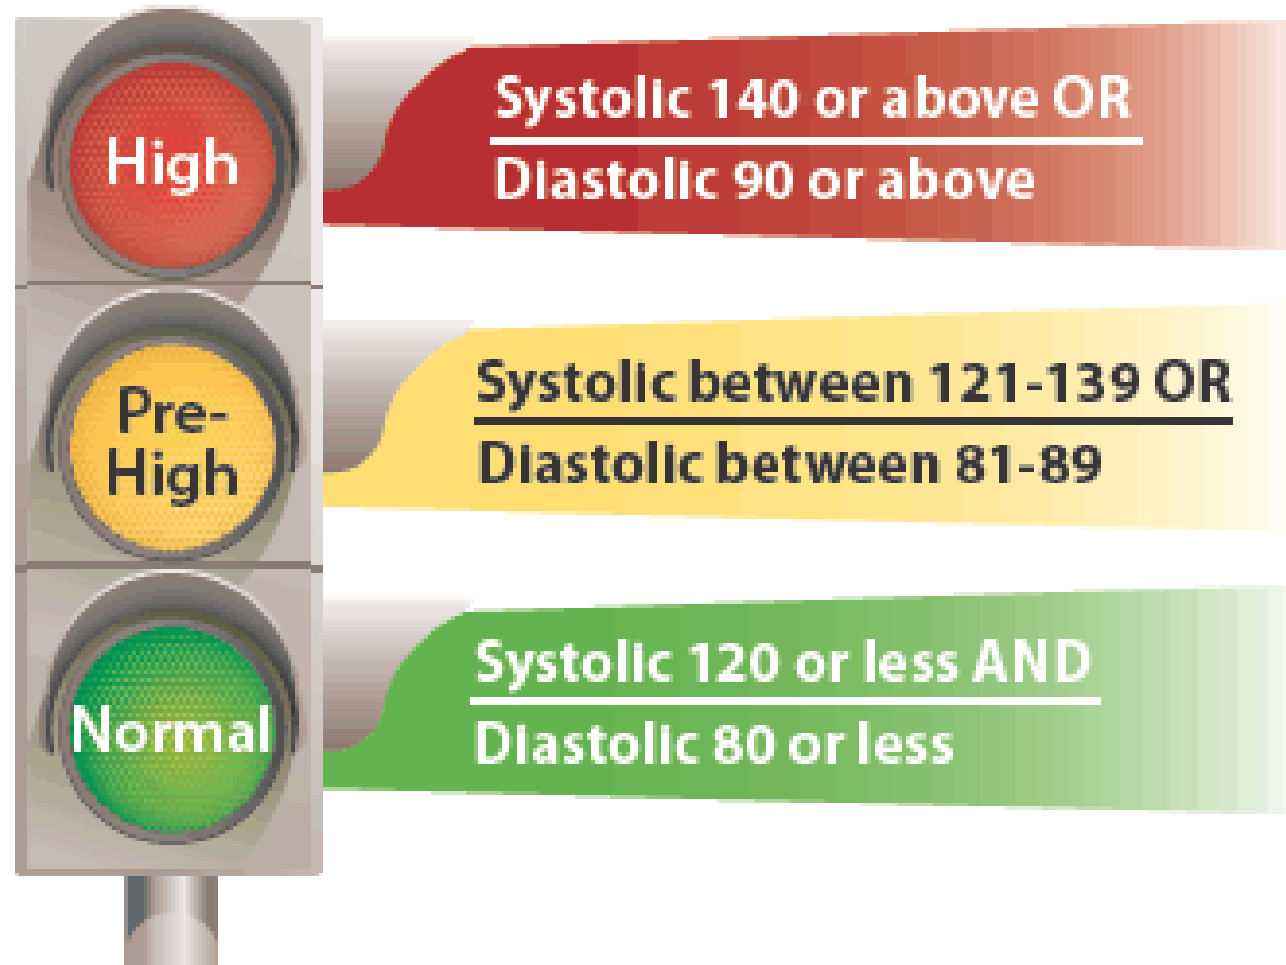 High
Systolic 140 or above OR
Diastolic 90 or above
Pre-
High
Systolic between 121-139 OR
Diastolic between 81-89
Normal
Systolic 120 or less AND
Diastolic 80 or less